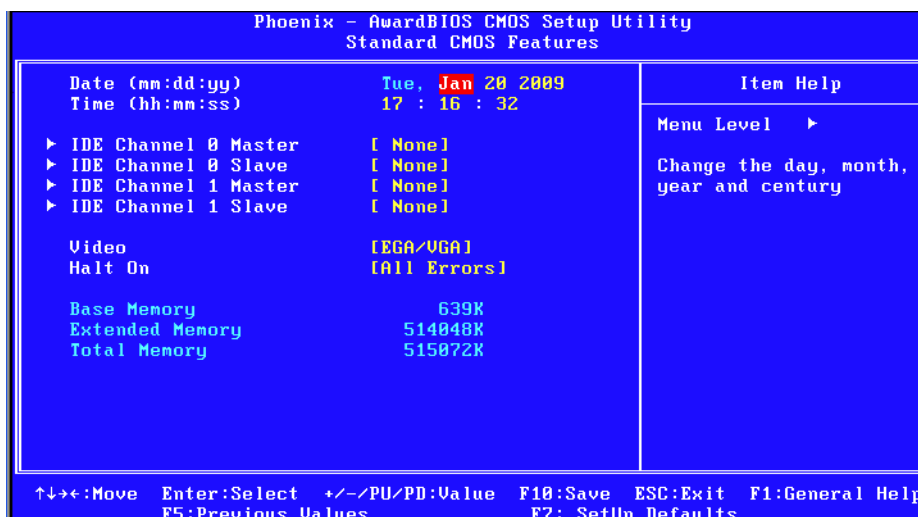 Phoenix - AwardBIOS CMOS Setup Utility
Standard CMOS Features
Date (mm:dd:yy) Tue, Jan 20 2009
Time (hh:mm:ss) 17 : 16 : 32
IDE Channel 0 Master [ None]
IDE Channel 0 Slave [ None]
IDE Channel 1 Master [ None]
IDE Channel 1 Slave [ None]
Video [EGA/VGA]
Halt On [All Errors]
Base Memory 639K
Extended Memory 514048K
Total Memory 515072K
Item Help
Menu Level ▶
Change the day, month,
year and century
↑↓→←:Move Enter:Select +/-/PU/PD:Value F10:Save ESC:Exit F1:General Help
F5:Previous Values F7: SetUp Defaults